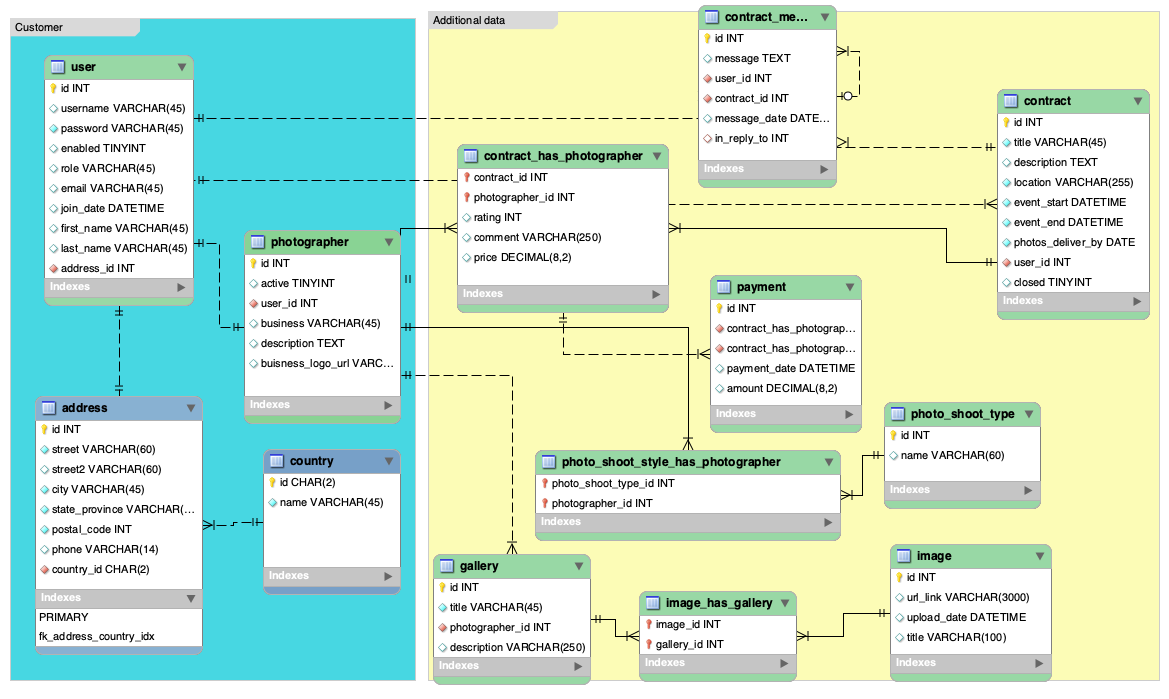 Customer
user
id INT
username VARCHAR(45)
password VARCHAR(45)
enabled TINYINT
role VARCHAR(45)
email VARCHAR(45)
join_date DATETIME
first_name VARCHAR(45)
last_name VARCHAR(45)
address_id INT
Indexes
photographer
id INT
active TINYINT
user_id INT
business VARCHAR(45)
description TEXT
buisness_logo_url VARC...
Indexes
address
id INT
street VARCHAR(60)
street2 VARCHAR(60)
city VARCHAR(45)
state_province VARCHAR(...
postal_code INT
phone VARCHAR(14)
country_id CHAR(2)
Indexes
PRIMARY
fk_address_country_idx
country
id CHAR(2)
name VARCHAR(45)
Indexes
Additional data
contract_me...
id INT
message TEXT
user_id INT
contract_id INT
message_date DATE...
in_reply_to INT
Indexes
contract
id INT
title VARCHAR(45)
description TEXT
location VARCHAR(255)
event_start DATETIME
event_end DATETIME
photos_deliver_by DATE
user_id INT
closed TINYINT
Indexes
contract_has_photographer
contract_id INT
photographer_id INT
rating INT
comment VARCHAR(250)
price DECIMAL(8,2)
Indexes
payment
id INT
contract_has_photograp...
contract_has_photograp...
payment_date DATETIME
amount DECIMAL(8,2)
Indexes
photo_shoot_type
id INT
name VARCHAR(60)
Indexes
photo_shoot_style_has_photographer
photo_shoot_type_id INT
photographer_id INT
Indexes
gallery
id INT
title VARCHAR(45)
photographer_id INT
description VARCHAR(250)
Indexes
image_has_gallery
image_id INT
gallery_id INT
Indexes
image
id INT
url_link VARCHAR(3000)
upload_date DATETIME
title VARCHAR(100)
Indexes